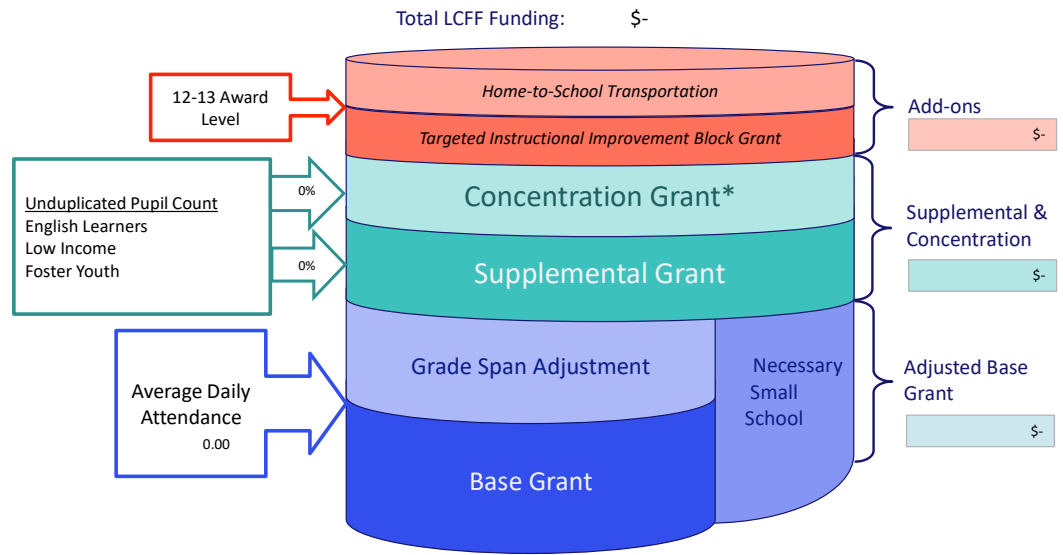 Total LCFF Funding: $-
Home-to-School Transportation
12-13 Award
Level
Add-ons
$-
Targeted Instructional Improvement Block Grant
Concentration Grant*
0%
Unduplicated Pupil Count
English Learners
Low Income
Foster Youth
0%
Supplemental &
Concentration
$-
Supplemental Grant
Grade Span Adjustment
Necessary
Small
School
Adjusted Base
Grant
$-
Average Daily
Attendance
0.00
Base Grant